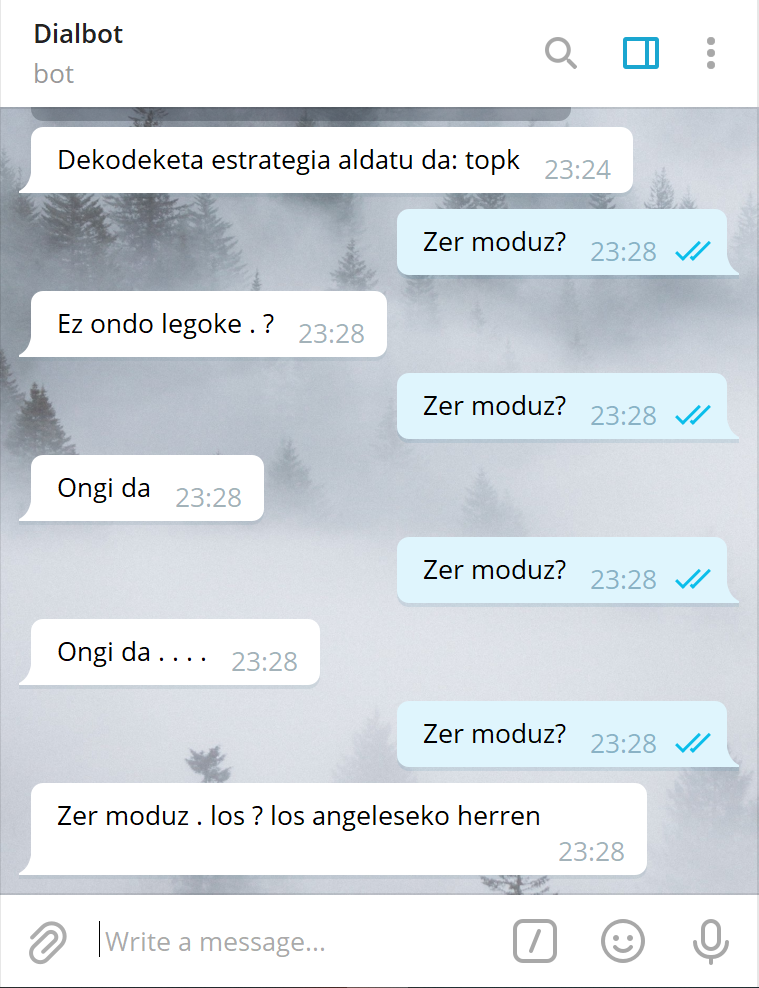 Dialbot
bot
Dekodeketa estrategia aldatu da: topk 23:24
Zer moduz? 23:28
Ez ondo legoke . ? 23:28
Zer moduz? 23:28
Ongi da 23:28
Zer moduz? 23:28
Ongi da . . . . 23:28
Zer moduz? 23:28
Zer moduz . los ? los angeleseko herren
23:28
Write a message...